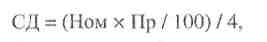 СД = (Ном × Пр / 100) / 4,